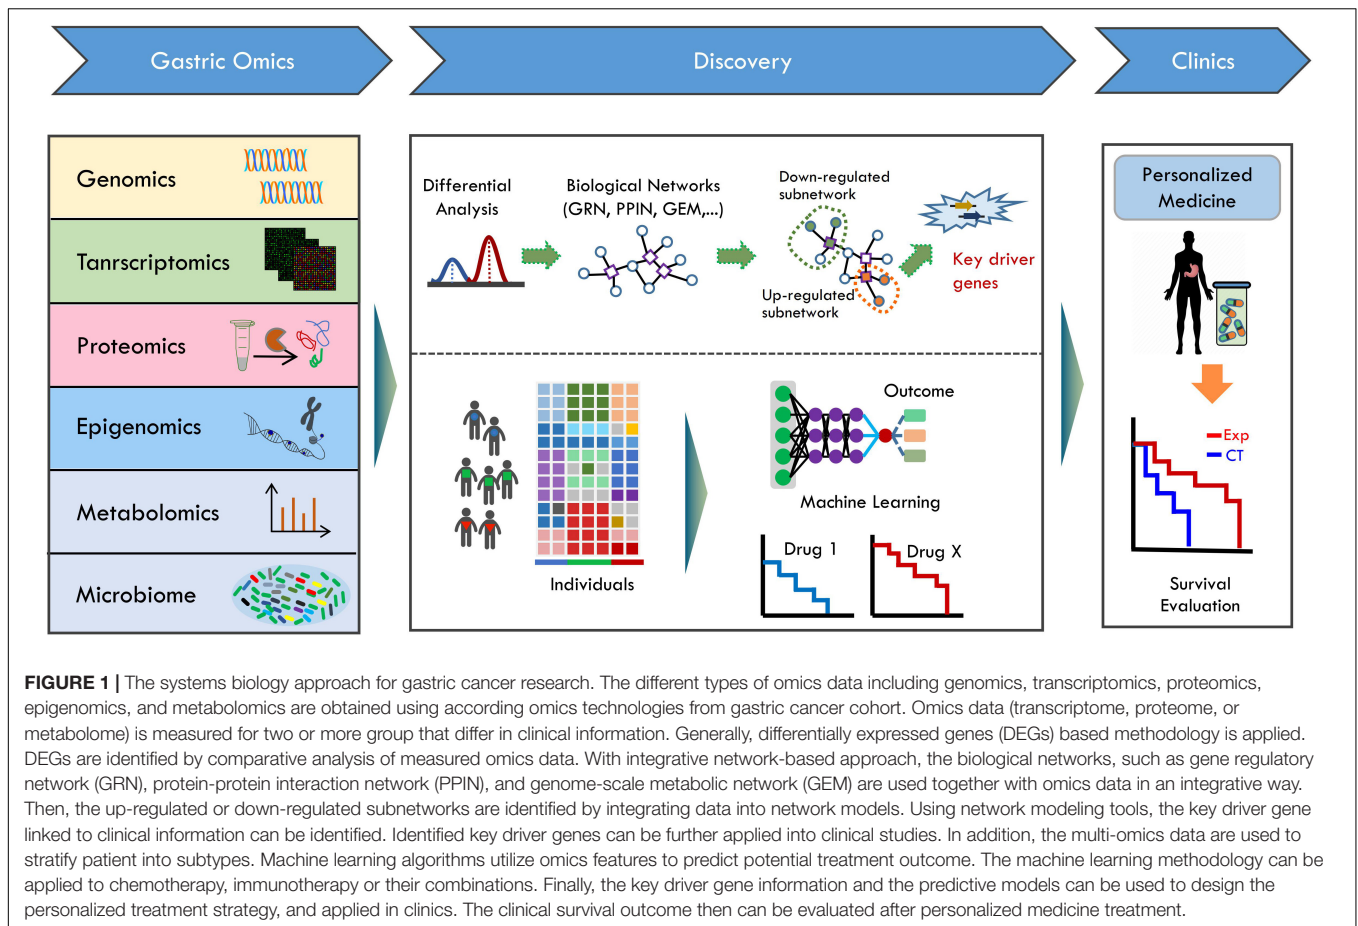 Gastric Omics
Discovery
Clinics
Genomics
Tanrscriptomics
Proteomics
Epigenomics
Metabolomics
Microbiome
Differential
Analysis
Biological Networks
(GRN, PPIN, GEM,...)
Down-regulated
subnetwork
Up-regulated
subnetwork
Key driver
genes
Individuals
Outcome
Machine Learning
Drug 1
Drug X
Personalized
Medicine
Exp
CT
Survival
Evaluation
FIGURE 1 | The systems biology approach for gastric cancer research. The different types of omics data including genomics, transcriptomics, proteomics,
epigenomics, and metabolomics are obtained using according omics technologies from gastric cancer cohort. Omics data (transcriptome, proteome, or
metabolome) is measured for two or more group that differ in clinical information. Generally, differentially expressed genes (DEGs) based methodology is applied.
DEGs are identified by comparative analysis of measured omics data. With integrative network-based approach, the biological networks, such as gene regulatory
network (GRN), protein-protein interaction network (PPIN), and genome-scale metabolic network (GEM) are used together with omics data in an integrative way.
Then, the up-regulated or down-regulated subnetworks are identified by integrating data into network models. Using network modeling tools, the key driver gene
linked to clinical information can be identified. Identified key driver genes can be further applied into clinical studies. In addition, the multi-omics data are used to
stratify patient into subtypes. Machine learning algorithms utilize omics features to predict potential treatment outcome. The machine learning methodology can be
applied to chemotherapy, immunotherapy or their combinations. Finally, the key driver gene information and the predictive models can be used to design the
personalized treatment strategy, and applied in clinics. The clinical survival outcome then can be evaluated after personalized medicine treatment.